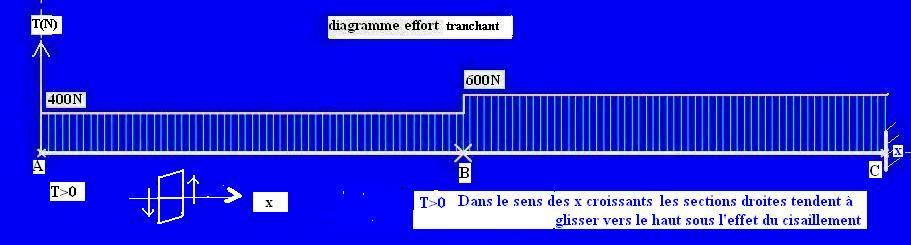 T(N)
diagramme effort tranchant
400N
600N
A
B
C
x
T>0
x
T>0 Dans le sens des x croissants les sections droites tendent à
glisser vers le haut sous l'effet du cisaillement